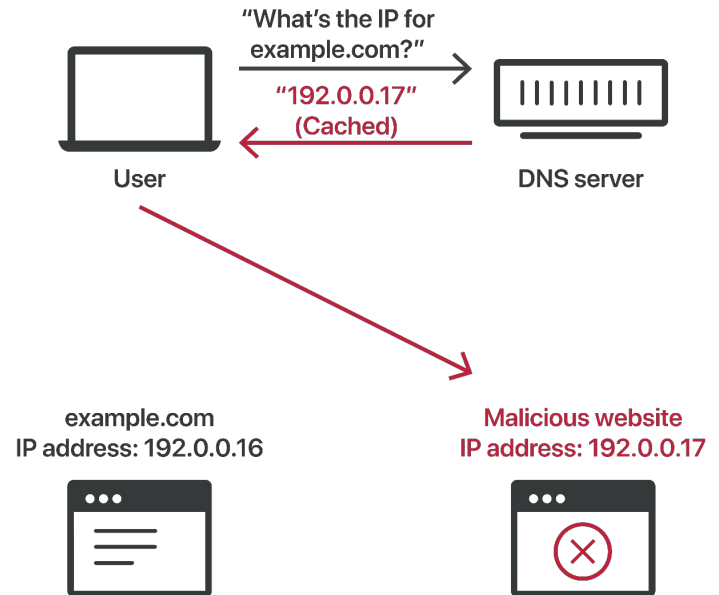 “What’s the IP for
example.com?”
“192.0.0.17”
(Cached)
User
DNS server
example.com
IP address: 192.0.0.16
Malicious website
IP address: 192.0.0.17